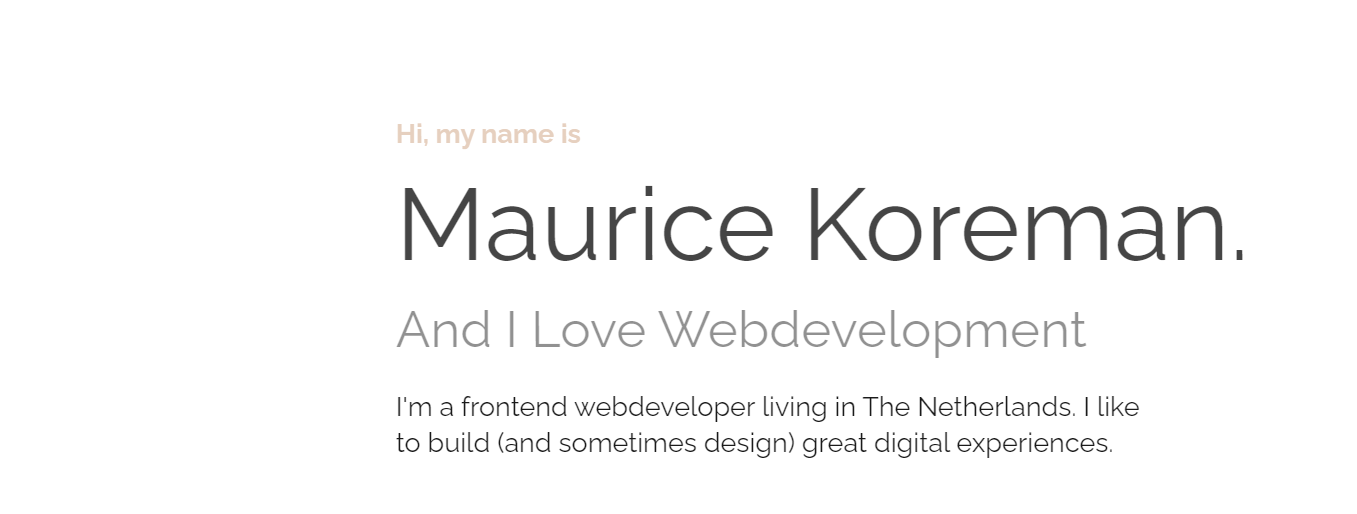 Hi, my name is
Maurice Koreman.
And I Love Webdevelopment
I'm a frontend webdeveloper living in The Netherlands. I like
to build (and sometimes design) great digital experiences.